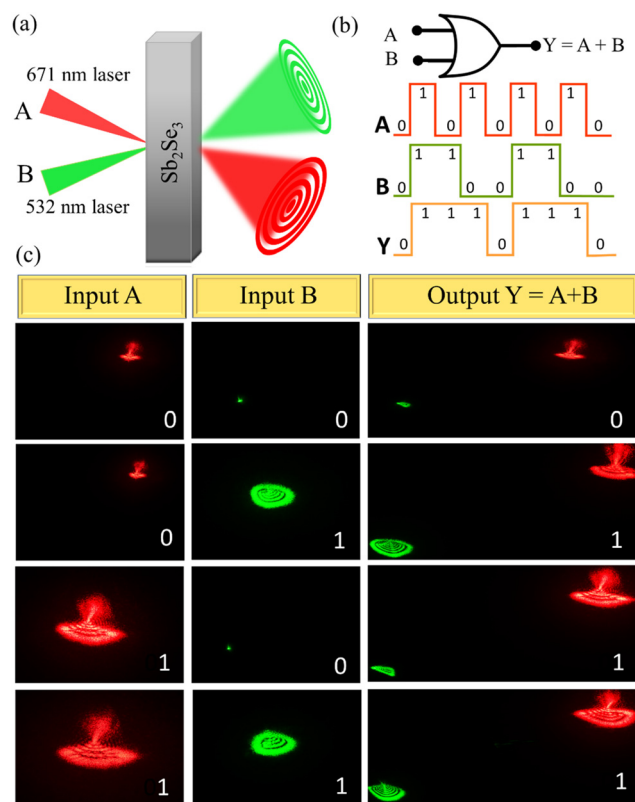 (a)
671 nm laser
A
B
532 nm laser
Sb₂Se₃
(b)
A
B
Y = A + B
A 0 1 0 1 0 1 0 1 0
B 0 1 1 0 0 1 1 0 0
Y 0 1 1 1 0 1 1 1 0
(c)
Input A Input B Output Y = A+B
0 0 0
0 1 1
1 0 1
1 1 1